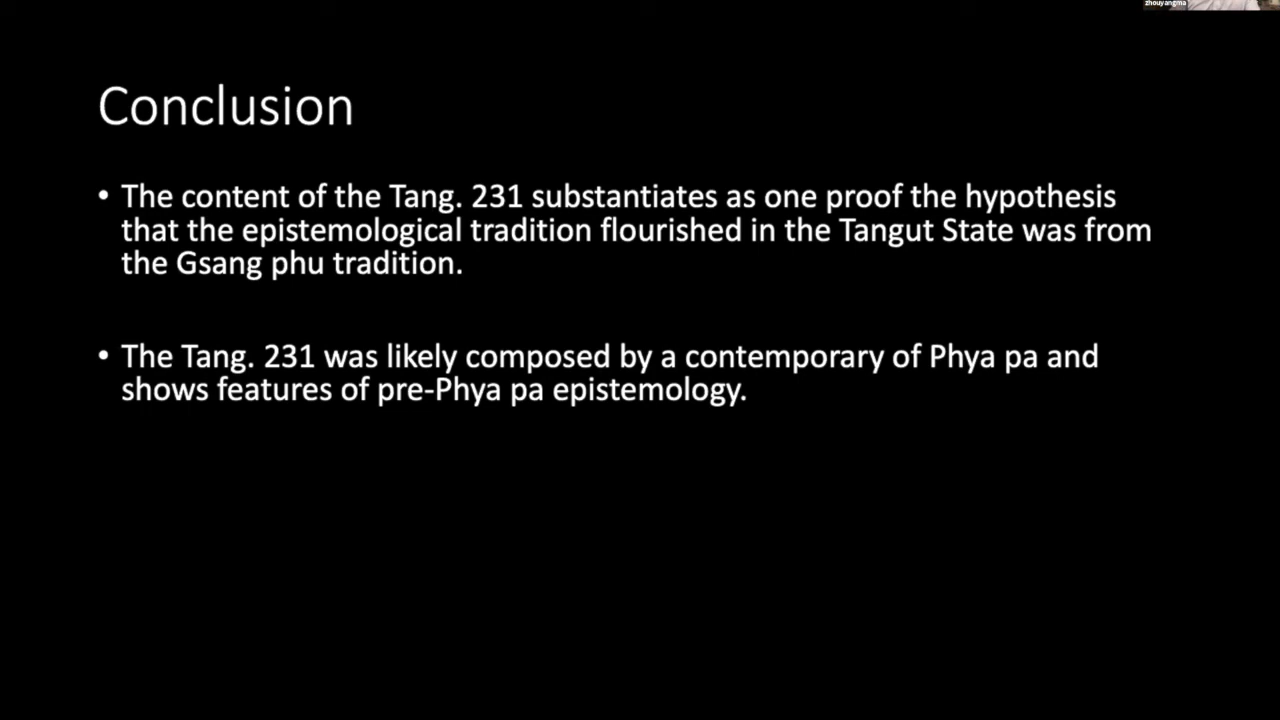 zhouyangma
Conclusion
• The content of the Tang. 231 substantiates as one proof the hypothesis
that the epistemological tradition flourished in the Tangut State was from
the Gsang phu tradition.
• The Tang. 231 was likely composed by a contemporary of Phya pa and
shows features of pre-Phya pa epistemology.